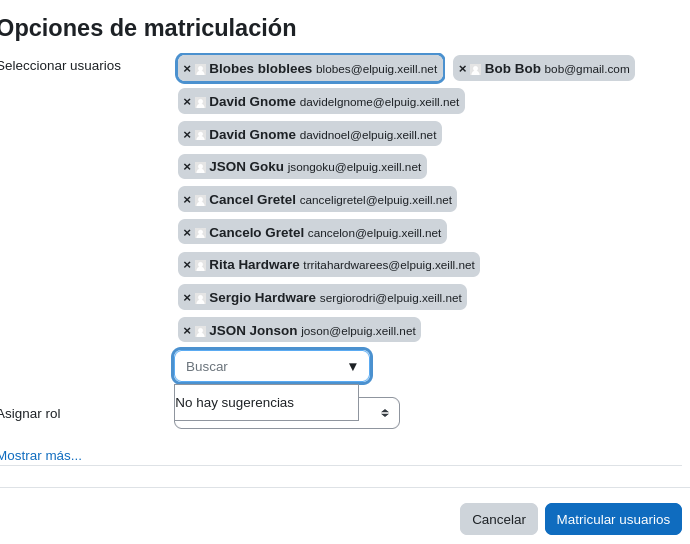 Opciones de matriculación
Seleccionar usuarios
× Blobes bloblees blobes@elpuig.xeill.net × Bob Bob bob@gmail.com
× David Gnome davidelgnome@elpuig.xeill.net
× David Gnome davidnoel@elpuig.xeill.net
× JSON Goku jsongoku@elpuig.xeill.net
× Cancel Gretel canceligretel@elpuig.xeill.net
× Cancelo Gretel cancelon@elpuig.xeill.net
× Rita Hardware trritahardwarees@elpuig.xeill.net
× Sergio Hardware sergiorodri@elpuig.xeill.net
× JSON Jonson joson@elpuig.xeill.net
Buscar ▼
No hay sugerencias
Asignar rol
Mostrar más...
Cancelar Matricular usuarios